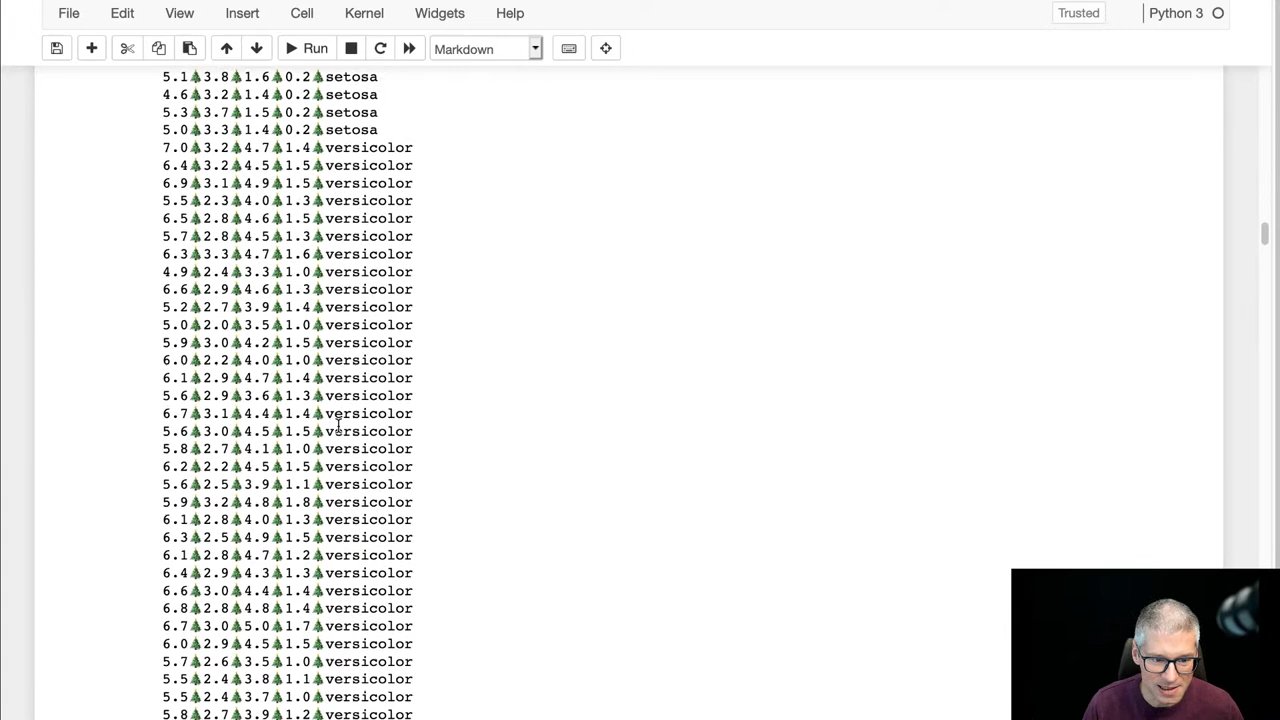 File Edit View Insert Cell Kernel Widgets Help Trusted Python 3
Run Markdown
5.1🎄3.8🎄1.6🎄0.2🎄setosa
4.6🎄3.2🎄1.4🎄0.2🎄setosa
5.3🎄3.7🎄1.5🎄0.2🎄setosa
5.0🎄3.3🎄1.4🎄0.2🎄setosa
7.0🎄3.2🎄4.7🎄1.4🎄versicolor
6.4🎄3.2🎄4.5🎄1.5🎄versicolor
6.9🎄3.1🎄4.9🎄1.5🎄versicolor
5.5🎄2.3🎄4.0🎄1.3🎄versicolor
6.5🎄2.8🎄4.6🎄1.5🎄versicolor
5.7🎄2.8🎄4.5🎄1.3🎄versicolor
6.3🎄3.3🎄4.7🎄1.6🎄versicolor
4.9🎄2.4🎄3.3🎄1.0🎄versicolor
6.6🎄2.9🎄4.6🎄1.3🎄versicolor
5.2🎄2.7🎄3.9🎄1.4🎄versicolor
5.0🎄2.0🎄3.5🎄1.0🎄versicolor
5.9🎄3.0🎄4.2🎄1.5🎄versicolor
6.0🎄2.2🎄4.0🎄1.0🎄versicolor
6.1🎄2.9🎄4.7🎄1.4🎄versicolor
5.6🎄2.9🎄3.6🎄1.3🎄versicolor
6.7🎄3.1🎄4.4🎄1.4🎄versicolor
5.6🎄3.0🎄4.5🎄1.5🎄versicolor
5.8🎄2.7🎄4.1🎄1.0🎄versicolor
6.2🎄2.2🎄4.5🎄1.5🎄versicolor
5.6🎄2.5🎄3.9🎄1.1🎄versicolor
5.9🎄3.2🎄4.8🎄1.8🎄versicolor
6.1🎄2.8🎄4.0🎄1.3🎄versicolor
6.3🎄2.5🎄4.9🎄1.5🎄versicolor
6.1🎄2.8🎄4.7🎄1.2🎄versicolor
6.4🎄2.9🎄4.3🎄1.3🎄versicolor
6.6🎄3.0🎄4.4🎄1.4🎄versicolor
6.8🎄2.8🎄4.8🎄1.4🎄versicolor
6.7🎄3.0🎄5.0🎄1.7🎄versicolor
6.0🎄2.9🎄4.5🎄1.5🎄versicolor
5.7🎄2.6🎄3.5🎄1.0🎄versicolor
5.5🎄2.4🎄3.8🎄1.1🎄versicolor
5.5🎄2.4🎄3.7🎄1.0🎄versicolor
5.8🎄2.7🎄3.9🎄1.2🎄versicolor